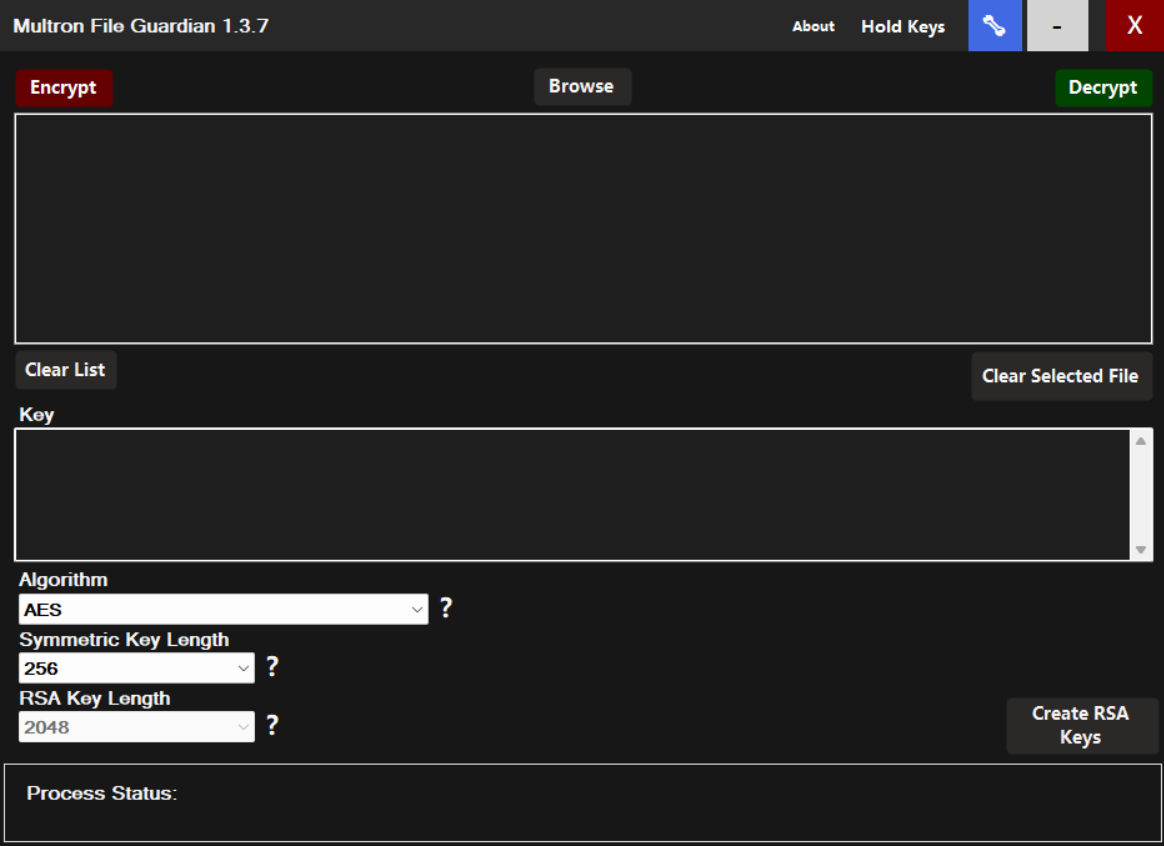 Multron File Guardian 1.3.7
About
Hold Keys
-
X
Encrypt
Browse
Decrypt
Clear List
Clear Selected File
Key
Algorithm
AES
?
Symmetric Key Length
256
?
RSA Key Length
2048
?
Create RSA
Keys
Process Status: